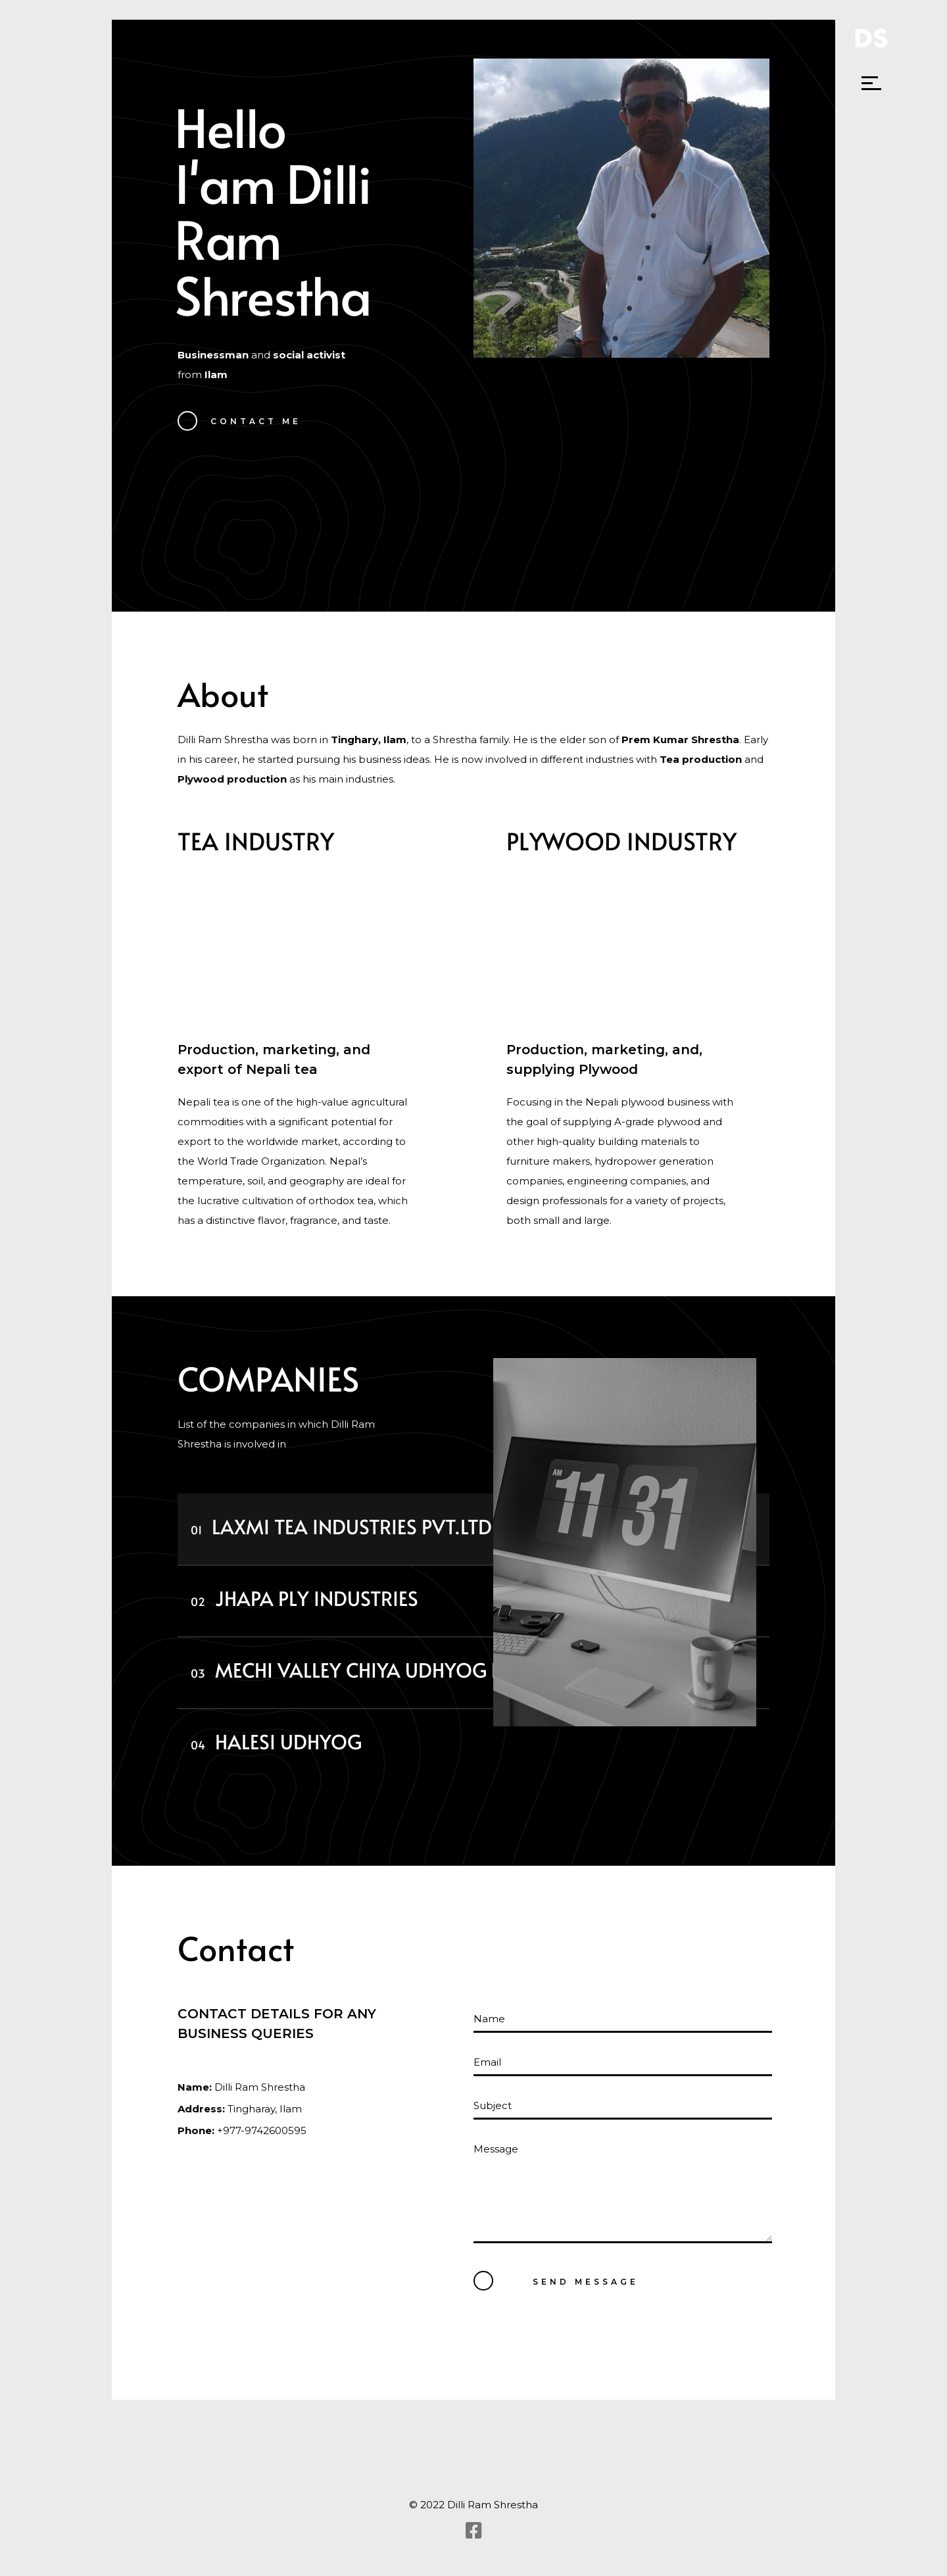 DS
Hello
I'am Dilli
Ram
Shrestha
Businessman and social activist
from Ilam
CONTACT ME
About
Dilli Ram Shrestha was born in Tinghary, Ilam, to a Shrestha family. He is the elder son of Prem Kumar Shrestha. Early
in his career, he started pursuing his business ideas. He is now involved in different industries with Tea production and
Plywood production as his main industries.
TEA INDUSTRY
Production, marketing, and
export of Nepali tea
Nepali tea is one of the high-value agricultural
commodities with a significant potential for
export to the worldwide market, according to
the World Trade Organization. Nepal’s
temperature, soil, and geography are ideal for
the lucrative cultivation of orthodox tea, which
has a distinctive flavor, fragrance, and taste.
PLYWOOD INDUSTRY
Production, marketing, and,
supplying Plywood
Focusing in the Nepali plywood business with
the goal of supplying A-grade plywood and
other high-quality building materials to
furniture makers, hydropower generation
companies, engineering companies, and
design professionals for a variety of projects,
both small and large.
COMPANIES
List of the companies in which Dilli Ram
Shrestha is involved in
01 LAXMI TEA INDUSTRIES PVT.LTD
02 JHAPA PLY INDUSTRIES
03 MECHI VALLEY CHIYA UDHYOG
04 HALESI UDHYOG
AM
11 31
Contact
CONTACT DETAILS FOR ANY
BUSINESS QUERIES
Name: Dilli Ram Shrestha
Address: Tingharay, Ilam
Phone: +977-9742600595
Name
Email
Subject
Message
SEND MESSAGE
© 2022 Dilli Ram Shrestha